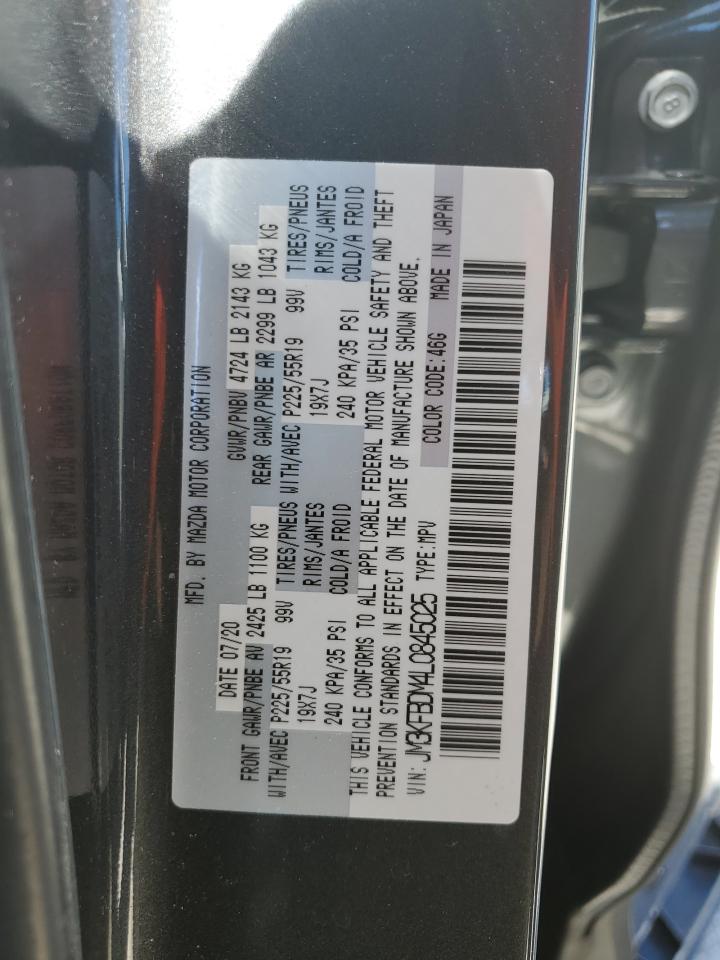 MFD. BY MAZDA MOTOR CORPORATION
DATE 07/20 GVWR/PNBV 4724 LB 2143 KG
FRONT GAWR/PNBE AV 2425 LB 1100 KG REAR GAWR/PNBE AR 2299 LB 1043 KG
WITH/AVEC P225/55R19 99V TIRES/PNEUS WITH/AVEC P225/55R19 99V TIRES/PNEUS
19X7J RIMS/JANTES 19X7J RIMS/JANTES
240 KPA/35 PSI COLD/A FROID 240 KPA/35 PSI COLD/A FROID
THIS VEHICLE CONFORMS TO ALL APPLICABLE FEDERAL MOTOR VEHICLE SAFETY AND THEFT
PREVENTION STANDARDS IN EFFECT ON THE DATE OF MANUFACTURE SHOWN ABOVE.
VIN: JM3KFBDM4L0845025 TYPE:MPV COLOR CODE:46G MADE IN JAPAN
8